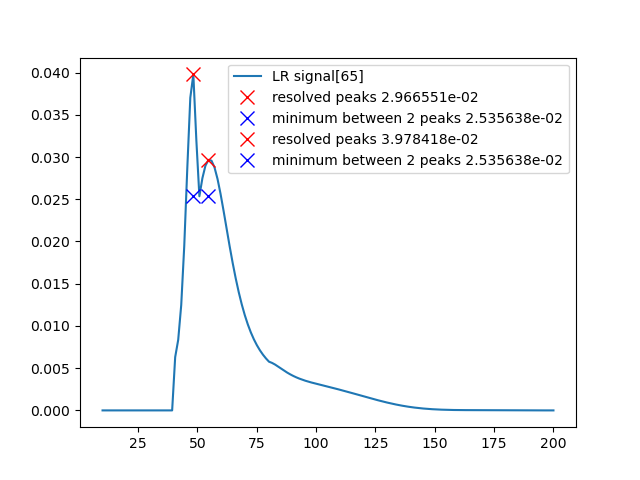 LR signal[65]
resolved peaks 2.966551e-02
minimum between 2 peaks 2.535638e-02
resolved peaks 3.978418e-02
minimum between 2 peaks 2.535638e-02
0.040
0.035
0.030
0.025
0.020
0.015
0.010
0.005
0.000
25 50 75 100 125 150 175 200